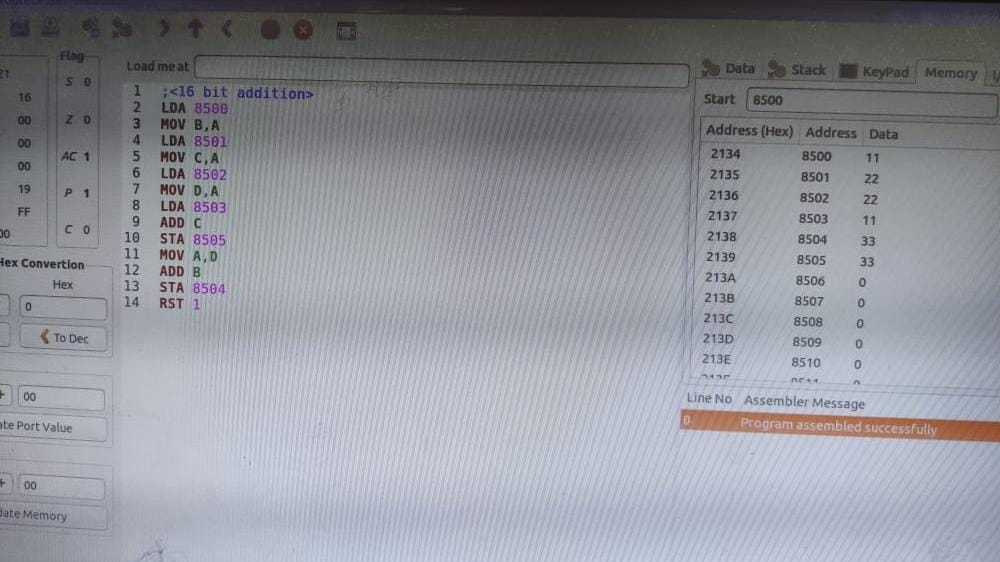 Flag
21
16
00
00
00
19
FF
00
S 0
Z 0
AC 1
P 1
C 0
Hex Convertion
Hex
0
To Dec
00
ate Port Value
00
date Memory
Load me at
1 ;<16 bit addition>
2 LDA 8500
3 MOV B,A
4 LDA 8501
5 MOV C,A
6 LDA 8502
7 MOV D,A
8 LDA 8503
9 ADD C
10 STA 8505
11 MOV A,D
12 ADD B
13 STA 8504
14 RST 1
Data Stack KeyPad Memory
Start 8500
Address (Hex) Address Data
2134 8500 11
2135 8501 22
2136 8502 22
2137 8503 11
2138 8504 33
2139 8505 33
213A 8506 0
213B 8507 0
213C 8508 0
213D 8509 0
213E 8510 0
Line No Assembler Message
0 Program assembled successfully